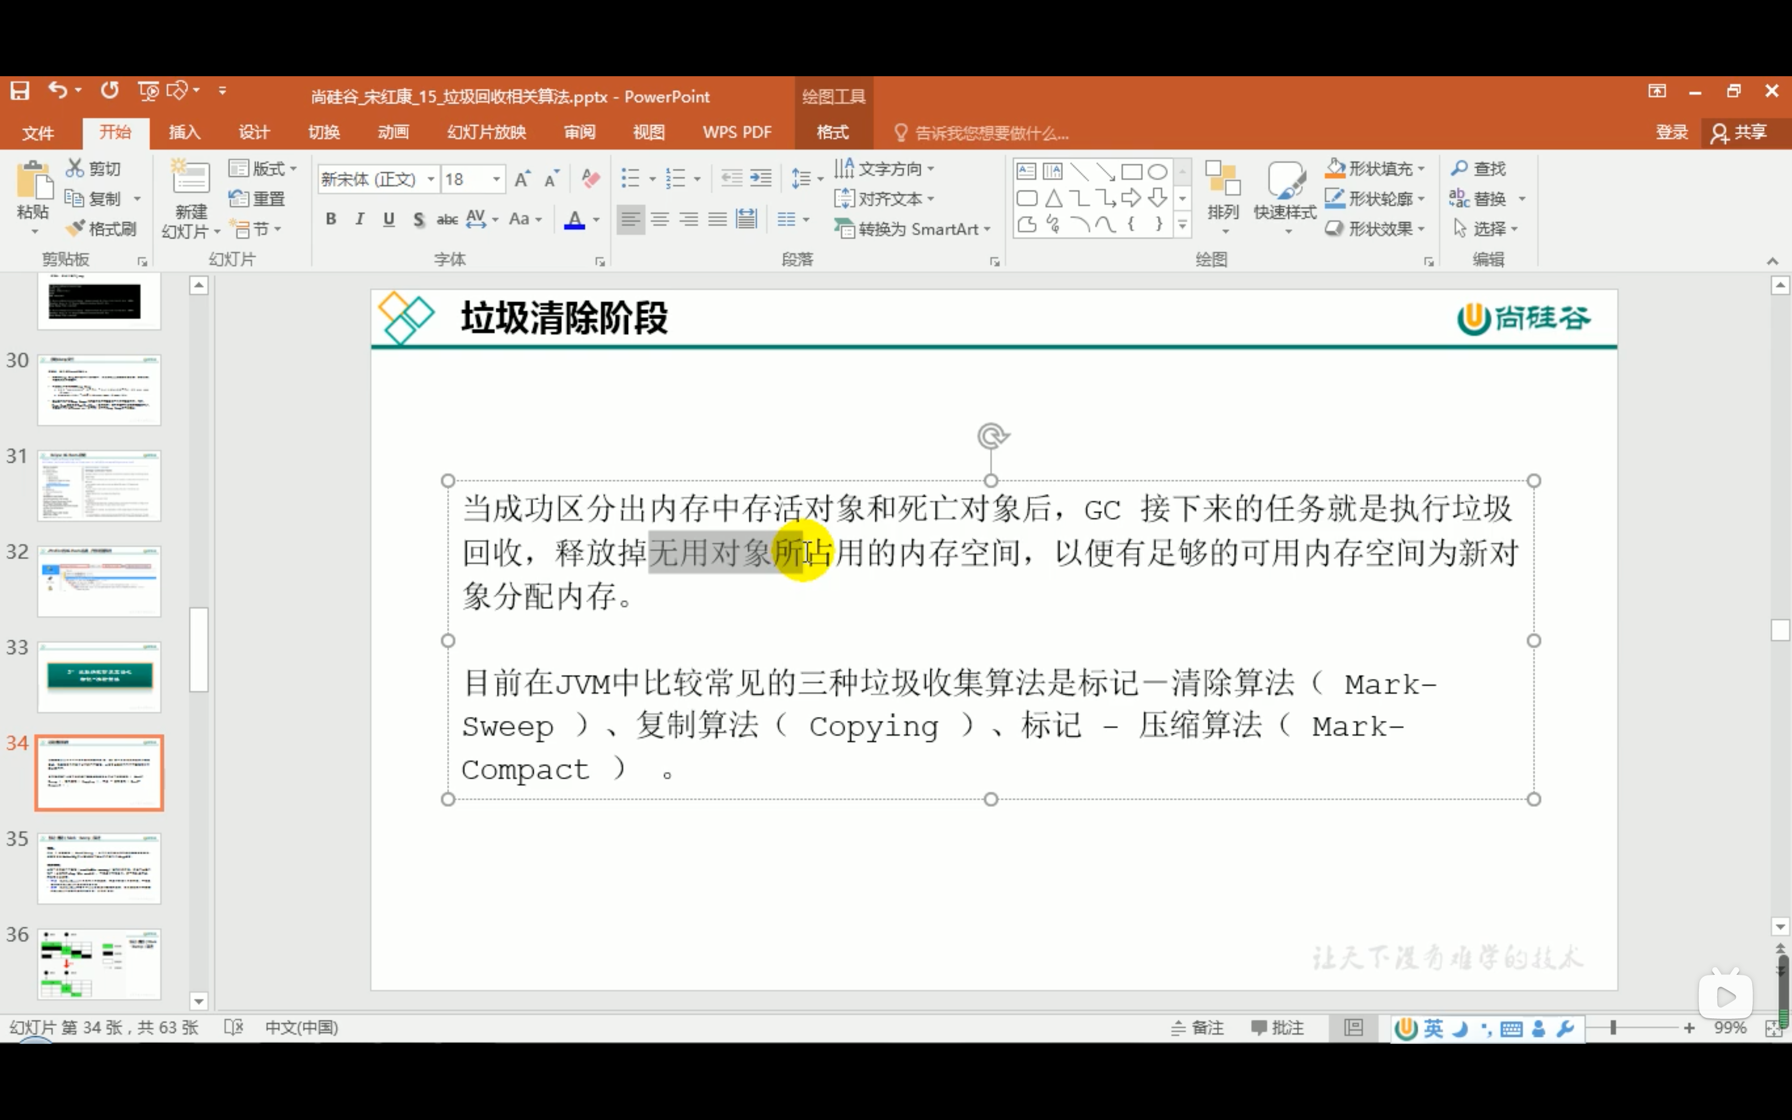 尚硅谷_宋红康_15_垃圾回收相关算法.pptx - PowerPoint
绘图工具
文件 开始 插入 设计 切换 动画 幻灯片放映 审阅 视图 WPS PDF 格式 告诉我您想要做什么... 登录 共享
粘贴
剪切
复制
格式刷
剪贴板
新建
幻灯片
版式
重置
节
幻灯片
新宋体 (正文) 18
B I U S abc AV Aa A
字体
文字方向
对齐文本
转换为 SmartArt
段落
排列
快速样式
形状填充
形状轮廓
形状效果
绘图
查找
替换
选择
编辑
30
31
32
33
34
35
36
垃圾清除阶段
尚硅谷
当成功区分出内存中存活对象和死亡对象后，GC 接下来的任务就是执行垃圾
回收，释放掉无用对象所占用的内存空间，以便有足够的可用内存空间为新对
象分配内存。
目前在JVM中比较常见的三种垃圾收集算法是标记－清除算法（ Mark-
Sweep ）、复制算法（ Copying ）、标记 - 压缩算法（ Mark-
Compact ） 。
让天下没有难学的技术
幻灯片 第 34 张，共 63 张 中文(中国) 备注 批注 英 99%